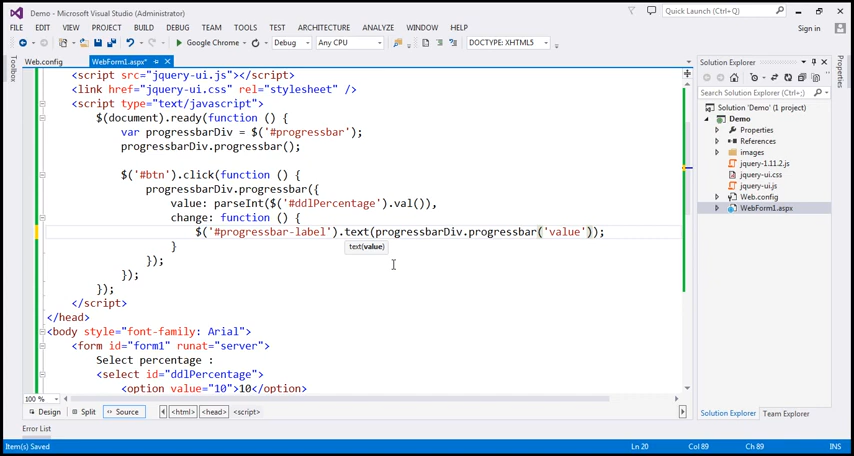 Demo - Microsoft Visual Studio (Administrator)
Quick Launch (Ctrl+Q)
FILE EDIT VIEW PROJECT BUILD DEBUG TEAM TOOLS TEST ARCHITECTURE ANALYZE WINDOW HELP
Sign in
Google Chrome Debug Any CPU DOCTYPE: XHTML5
Toolbox
Web.config WebForm1.aspx*
<script src="jquery-ui.js"></script>
<link href="jquery-ui.css" rel="stylesheet" />
<script type="text/javascript">
$(document).ready(function () {
var progressbarDiv = $('#progressbar');
progressbarDiv.progressbar();
$('#btn').click(function () {
progressbarDiv.progressbar({
value: parseInt($('#ddlPercentage').val()),
change: function () {
$('#progressbar-label').text(progressbarDiv.progressbar('value'));
text(value)
}
});
});
});
</script>
</head>
<body style="font-family: Arial">
<form id="form1" runat="server">
Select percentage :
<select id="ddlPercentage">
<option value="10">10</option>
100 %
Design Split Source <html> <head> <script>
Error List
Item(s) Saved Ln 20 Col 89 Ch 89 INS
Solution Explorer
Search Solution Explorer (Ctrl+;)
Solution 'Demo' (1 project)
Demo
Properties
References
images
jquery-1.11.2.js
jquery-ui.css
jquery-ui.js
Web.config
WebForm1.aspx
Solution Explorer Team Explorer
Properties